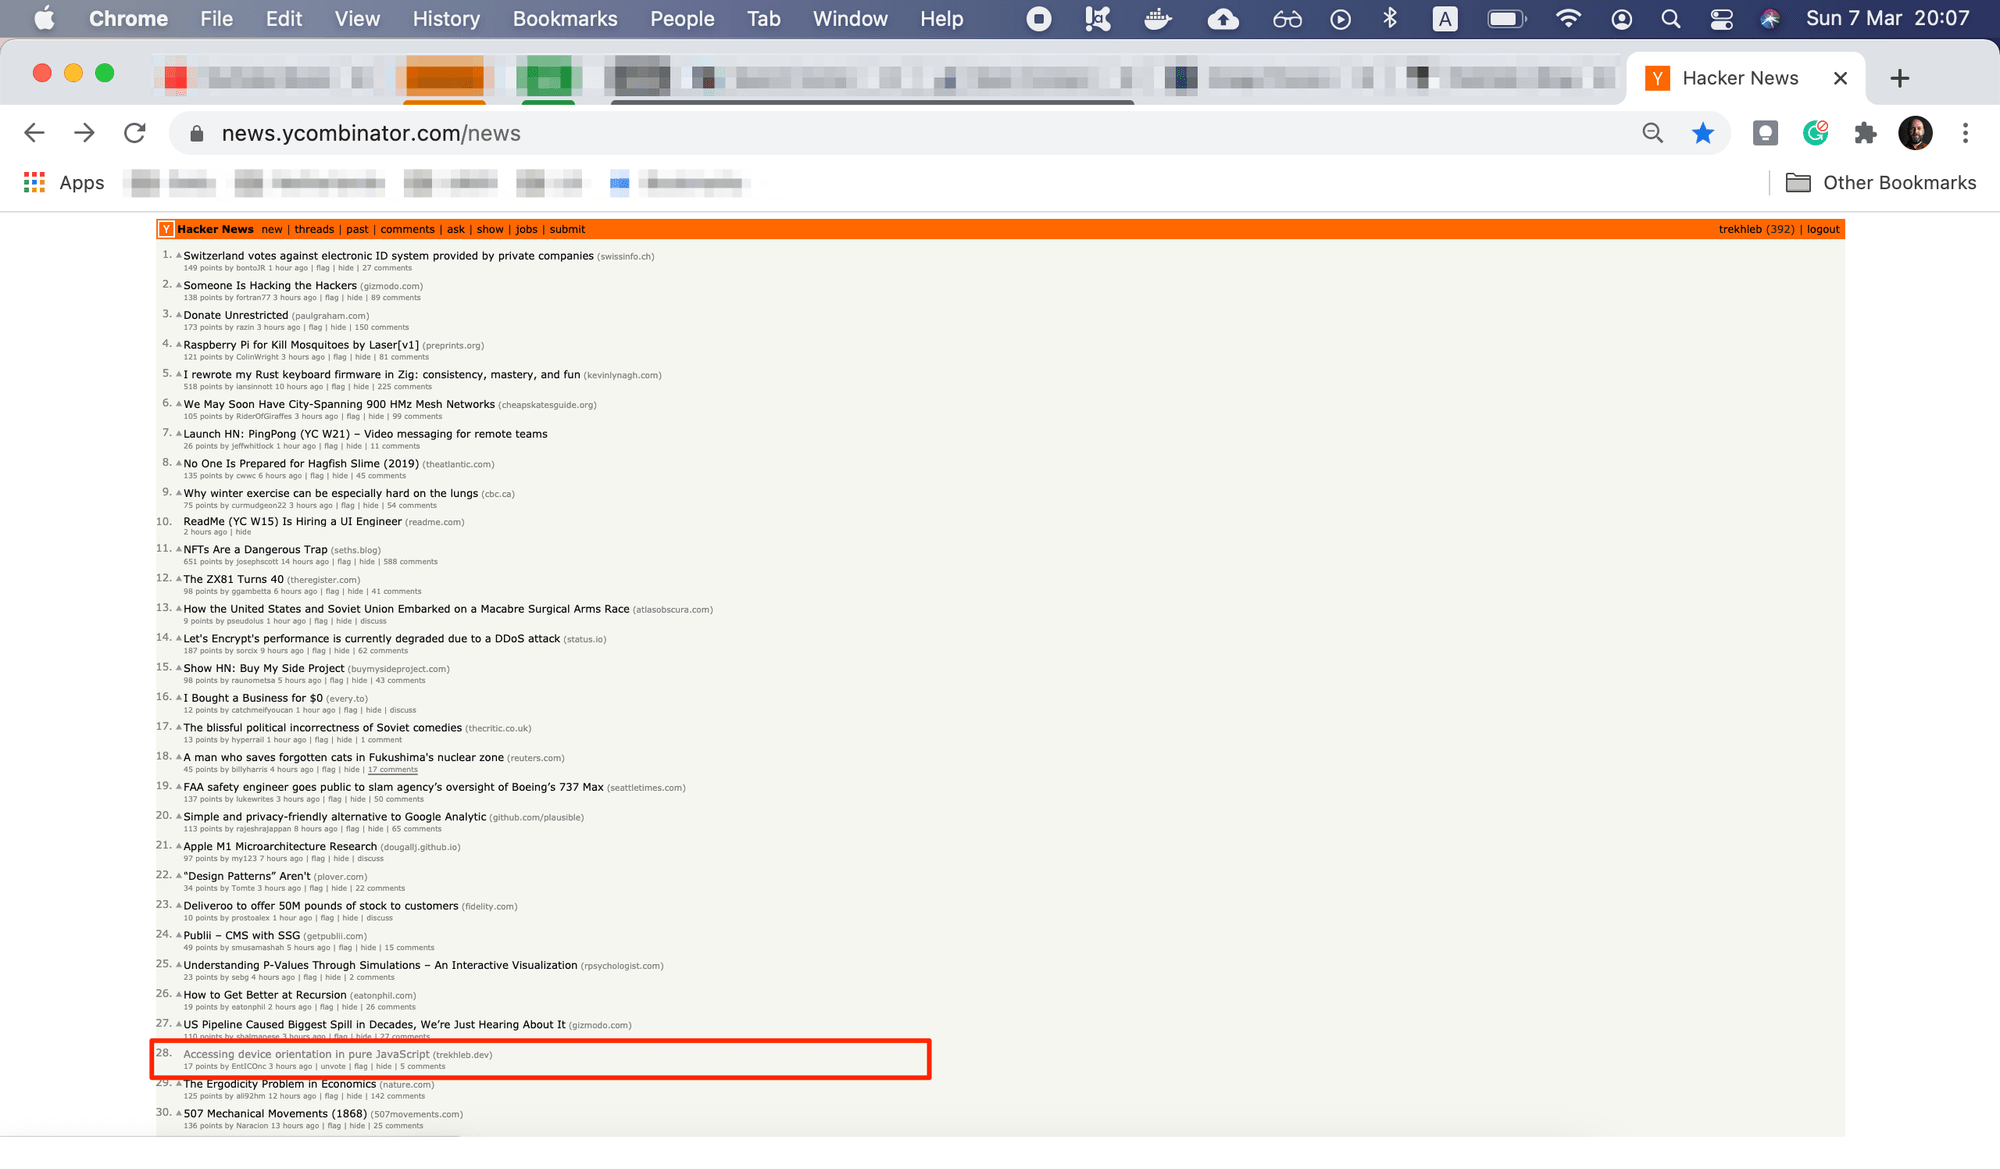 Chrome File Edit View History Bookmarks People Tab Window Help A Sun 7 Mar 20:07
Y Hacker News
news.ycombinator.com/news
Apps Other Bookmarks
Y Hacker News new | threads | past | comments | ask | show | jobs | submit trekhleb (392) | logout
1. Switzerland votes against electronic ID system provided by private companies (swissinfo.ch)
149 points by bontoJR 1 hour ago | flag | hide | 27 comments
2. Someone Is Hacking the Hackers (gizmodo.com)
138 points by fortran77 3 hours ago | flag | hide | 89 comments
3. Donate Unrestricted (paulgraham.com)
173 points by razin 3 hours ago | flag | hide | 150 comments
4. Raspberry Pi for Kill Mosquitoes by Laser[v1] (preprints.org)
121 points by ColinWright 3 hours ago | flag | hide | 81 comments
5. I rewrote my Rust keyboard firmware in Zig: consistency, mastery, and fun (kevinlynagh.com)
518 points by iansinnott 10 hours ago | flag | hide | 225 comments
6. We May Soon Have City-Spanning 900 HMz Mesh Networks (cheapskatesguide.org)
105 points by RiderOfGiraffes 3 hours ago | flag | hide | 99 comments
7. Launch HN: PingPong (YC W21) – Video messaging for remote teams
26 points by jeffwhitlock 1 hour ago | flag | hide | 11 comments
8. No One Is Prepared for Hagfish Slime (2019) (theatlantic.com)
135 points by cwwc 6 hours ago | flag | hide | 45 comments
9. Why winter exercise can be especially hard on the lungs (cbc.ca)
75 points by curmudgeon22 3 hours ago | flag | hide | 54 comments
10. ReadMe (YC W15) Is Hiring a UI Engineer (readme.com)
2 hours ago | hide
11. NFTs Are a Dangerous Trap (seths.blog)
651 points by josephscott 14 hours ago | flag | hide | 588 comments
12. The ZX81 Turns 40 (theregister.com)
98 points by ggambetta 6 hours ago | flag | hide | 41 comments
13. How the United States and Soviet Union Embarked on a Macabre Surgical Arms Race (atlasobscura.com)
9 points by pseudolus 1 hour ago | flag | hide | discuss
14. Let's Encrypt's performance is currently degraded due to a DDoS attack (status.io)
187 points by sorcix 9 hours ago | flag | hide | 62 comments
15. Show HN: Buy My Side Project (buymysideproject.com)
98 points by raunometsa 5 hours ago | flag | hide | 43 comments
16. I Bought a Business for $0 (every.to)
12 points by catchmeifyoucan 1 hour ago | flag | hide | discuss
17. The blissful political incorrectness of Soviet comedies (thecritic.co.uk)
13 points by hyperrail 1 hour ago | flag | hide | 1 comment
18. A man who saves forgotten cats in Fukushima's nuclear zone (reuters.com)
45 points by billyharris 4 hours ago | flag | hide | 17 comments
19. FAA safety engineer goes public to slam agency’s oversight of Boeing’s 737 Max (seattletimes.com)
137 points by lukewrites 3 hours ago | flag | hide | 50 comments
20. Simple and privacy-friendly alternative to Google Analytic (github.com/plausible)
113 points by rajeshrajappan 8 hours ago | flag | hide | 65 comments
21. Apple M1 Microarchitecture Research (dougallj.github.io)
97 points by my123 7 hours ago | flag | hide | discuss
22. “Design Patterns” Aren't (plover.com)
34 points by Tomte 3 hours ago | flag | hide | 22 comments
23. Deliveroo to offer 50M pounds of stock to customers (fidelity.com)
10 points by prostoalex 1 hour ago | flag | hide | discuss
24. Publii – CMS with SSG (getpublii.com)
49 points by smusamashah 5 hours ago | flag | hide | 15 comments
25. Understanding P-Values Through Simulations – An Interactive Visualization (rpsychologist.com)
23 points by sebg 4 hours ago | flag | hide | 2 comments
26. How to Get Better at Recursion (eatonphil.com)
19 points by eatonphil 2 hours ago | flag | hide | 26 comments
27. US Pipeline Caused Biggest Spill in Decades, We’re Just Hearing About It (gizmodo.com)
110 points by shalmanese 3 hours ago | flag | hide | 27 comments
28. Accessing device orientation in pure JavaScript (trekhleb.dev)
17 points by EntICOnc 3 hours ago | unvote | flag | hide | 5 comments
29. The Ergodicity Problem in Economics (nature.com)
125 points by ali92hm 12 hours ago | flag | hide | 142 comments
30. 507 Mechanical Movements (1868) (507movements.com)
136 points by Naracion 13 hours ago | flag | hide | 25 comments